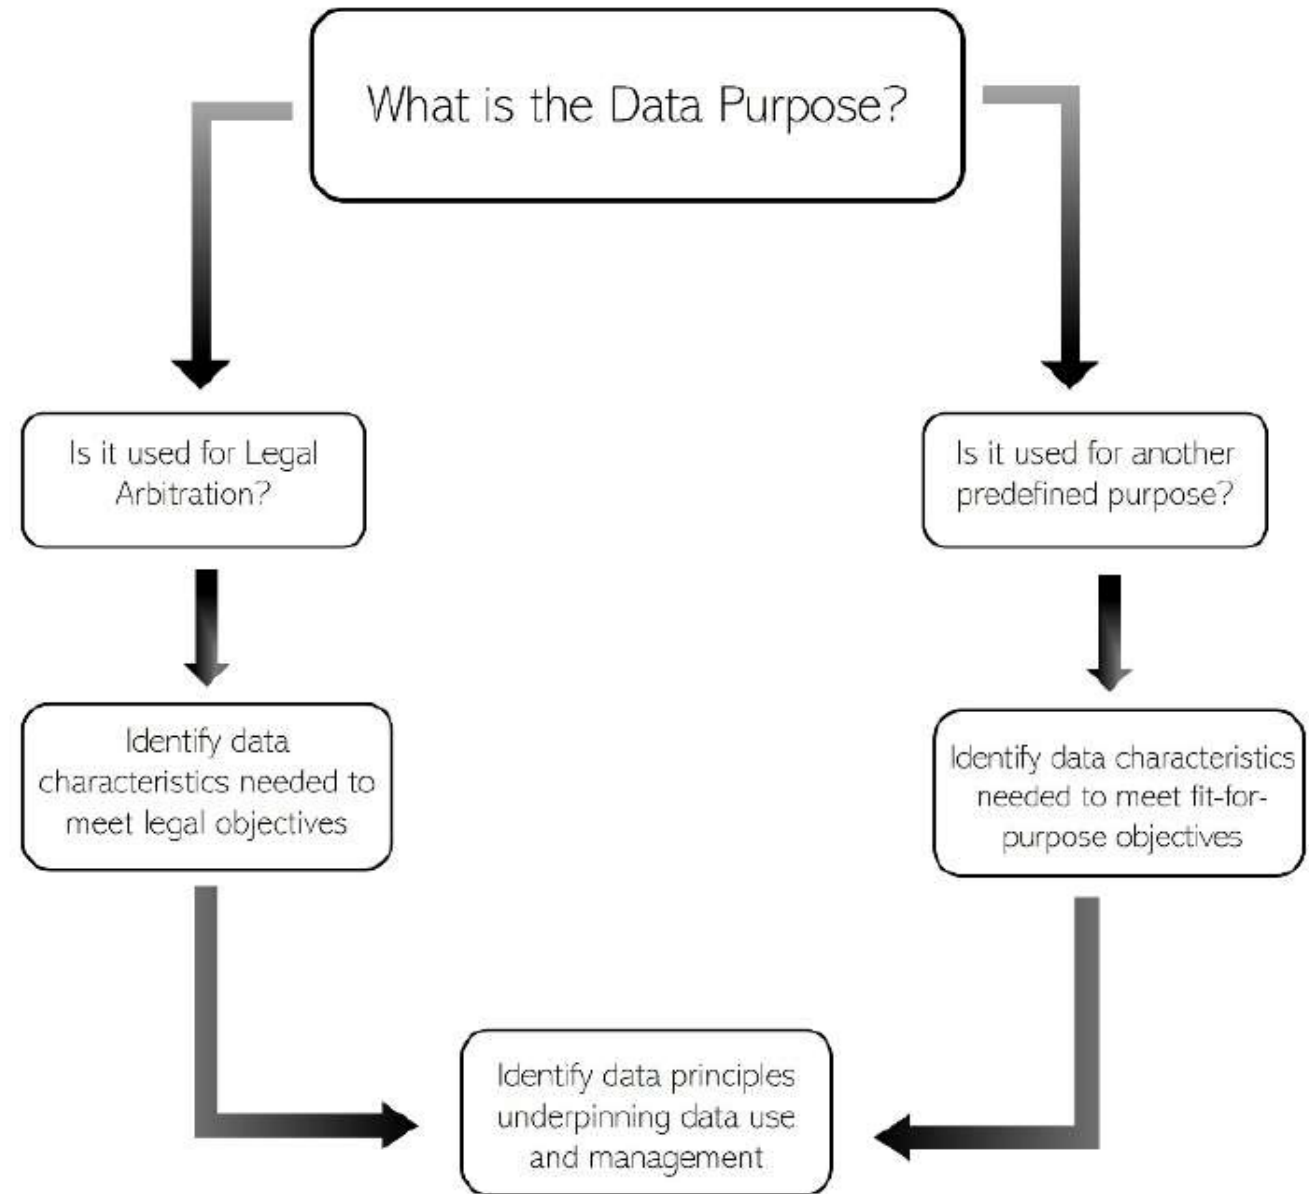 What is the Data Purpose?
Is it used for Legal
Arbitration?
Is it used for another
predefined purpose?
Identify data
characteristics needed to
meet legal objectives
Identify data characteristics
needed to meet fit-for-
purpose objectives
Identify data principles
underpinning data use
and management